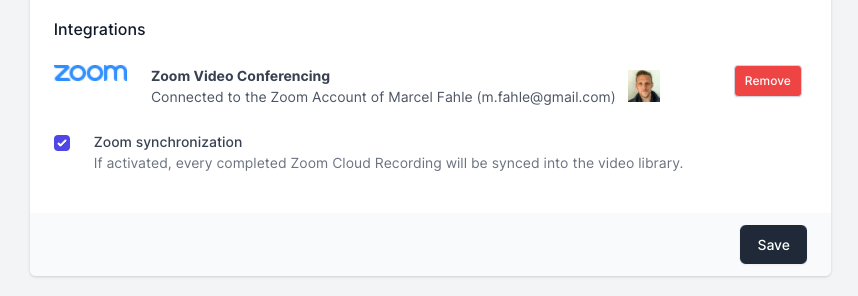 Integrations
zoom
Zoom Video Conferencing
Connected to the Zoom Account of Marcel Fahle (m.fahle@gmail.com)
Remove
Zoom synchronization
If activated, every completed Zoom Cloud Recording will be synced into the video library.
Save